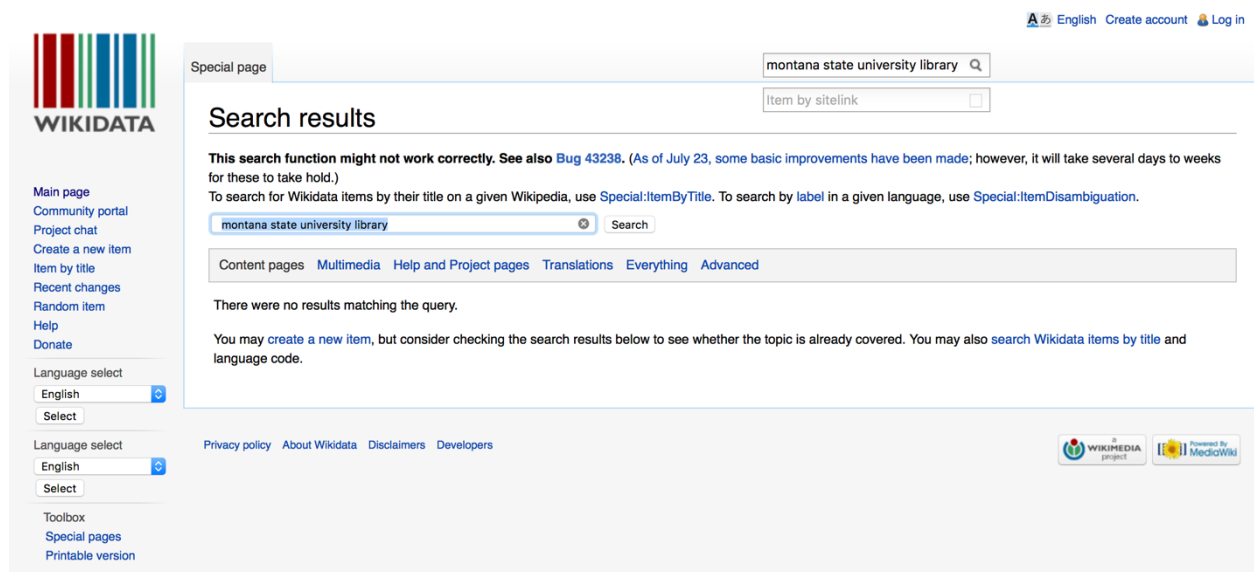 Aあ English Create account Log in
WIKIDATA
Special page
montana state university library
Item by sitelink
Search results
This search function might not work correctly. See also Bug 43238. (As of July 23, some basic improvements have been made; however, it will take several days to weeks
for these to take hold.)
To search for Wikidata items by their title on a given Wikipedia, use Special:ItemByTitle. To search by label in a given language, use Special:ItemDisambiguation.
montana state university library Search
Content pages Multimedia Help and Project pages Translations Everything Advanced
There were no results matching the query.
You may create a new item, but consider checking the search results below to see whether the topic is already covered. You may also search Wikidata items by title and
language code.
Main page
Community portal
Project chat
Create a new item
Item by title
Recent changes
Random item
Help
Donate
Language select
English
Select
Language select
English
Select
Toolbox
Special pages
Printable version
Privacy policy About Wikidata Disclaimers Developers
a
WIKIMEDIA
project
Powered By
MediaWiki